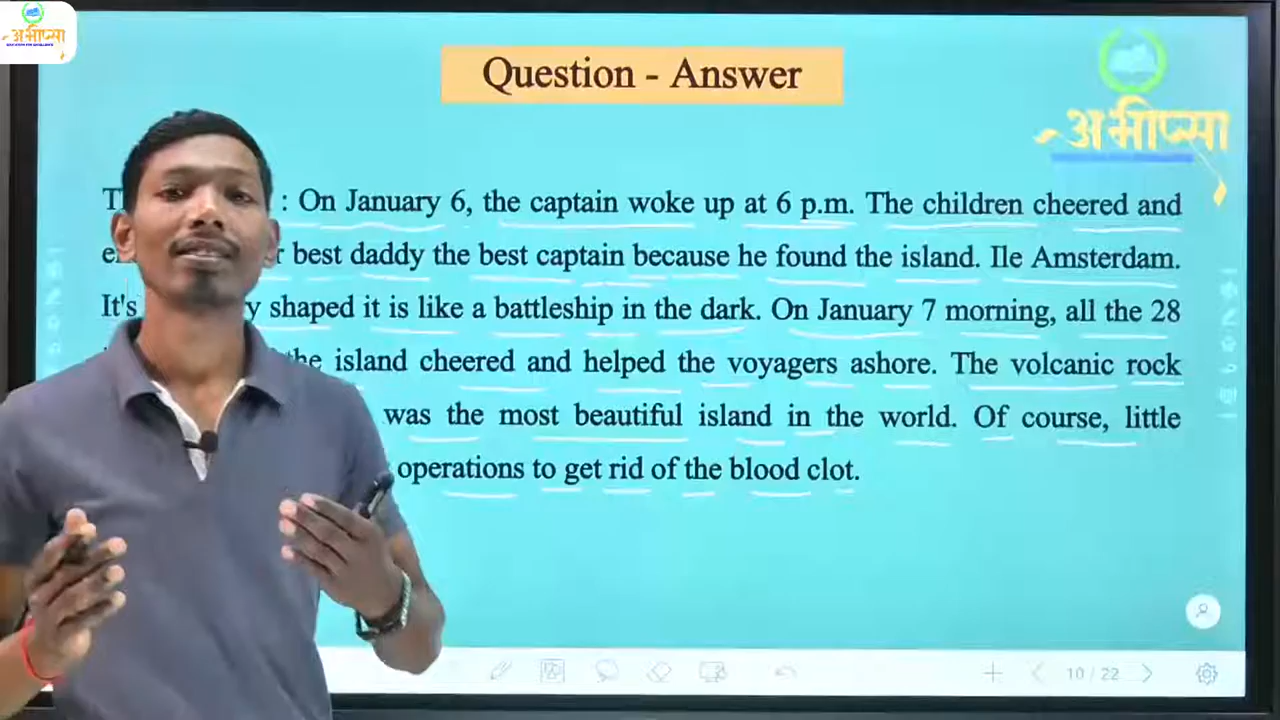 अभीप्सा
Question - Answer
अभीप्सा
: On January 6, the captain woke up at 6 p.m. The children cheered and
best daddy the best captain because he found the island. Ile Amsterdam.
It's shaped it is like a battleship in the dark. On January 7 morning, all the 28
the island cheered and helped the voyagers ashore. The volcanic rock
was the most beautiful island in the world. Of course, little
operations to get rid of the blood clot.
10 / 22